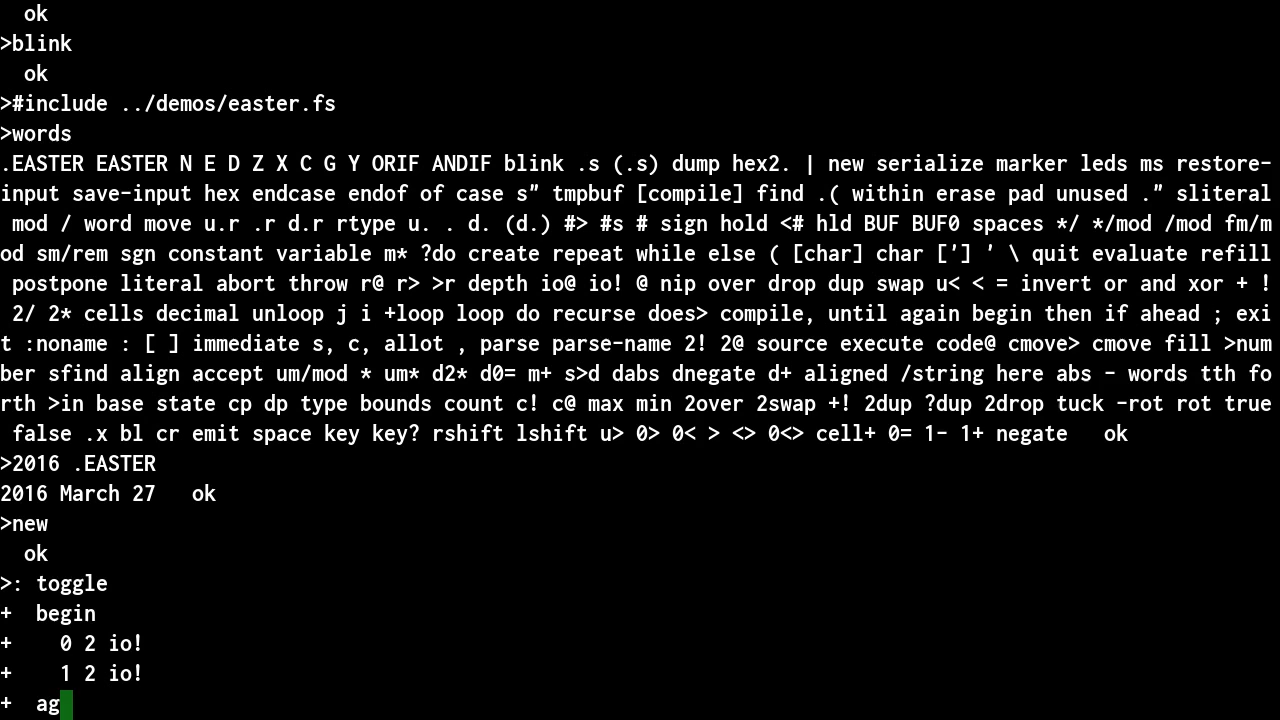 ok
>blink
  ok
>#include ../demos/easter.fs
>words
.EASTER EASTER N E D Z X C G Y ORIF ANDIF blink .s (.s) dump hex2. | new serialize marker leds ms restore-
input save-input hex endcase endof of case s" tmpbuf [compile] find .( within erase pad unused ." sliteral
 mod / word move u.r .r d.r rtype u. . d. (d.) #> #s # sign hold <# hld BUF BUF0 spaces */ */mod /mod fm/m
od sm/rem sgn constant variable m* ?do create repeat while else ( [char] char ['] ' \ quit evaluate refill
 postpone literal abort throw r@ r> >r depth io@ io! @ nip over drop dup swap u< < = invert or and xor + !
 2/ 2* cells decimal unloop j i +loop loop do recurse does> compile, until again begin then if ahead ; exi
t :noname : [ ] immediate s, c, allot , parse parse-name 2! 2@ source execute code@ cmove> cmove fill >num
ber sfind align accept um/mod * um* d2* d0= m+ s>d dabs dnegate d+ aligned /string here abs - words tth fo
rth >in base state cp dp type bounds count c! c@ max min 2over 2swap +! 2dup ?dup 2drop tuck -rot rot true
 false .x bl cr emit space key key? rshift lshift u> 0> 0< > <> 0<> cell+ 0= 1- 1+ negate   ok
>2016 .EASTER
2016 March 27   ok
>new
  ok
>: toggle
+  begin
+    0 2 io!
+    1 2 io!
+  ag